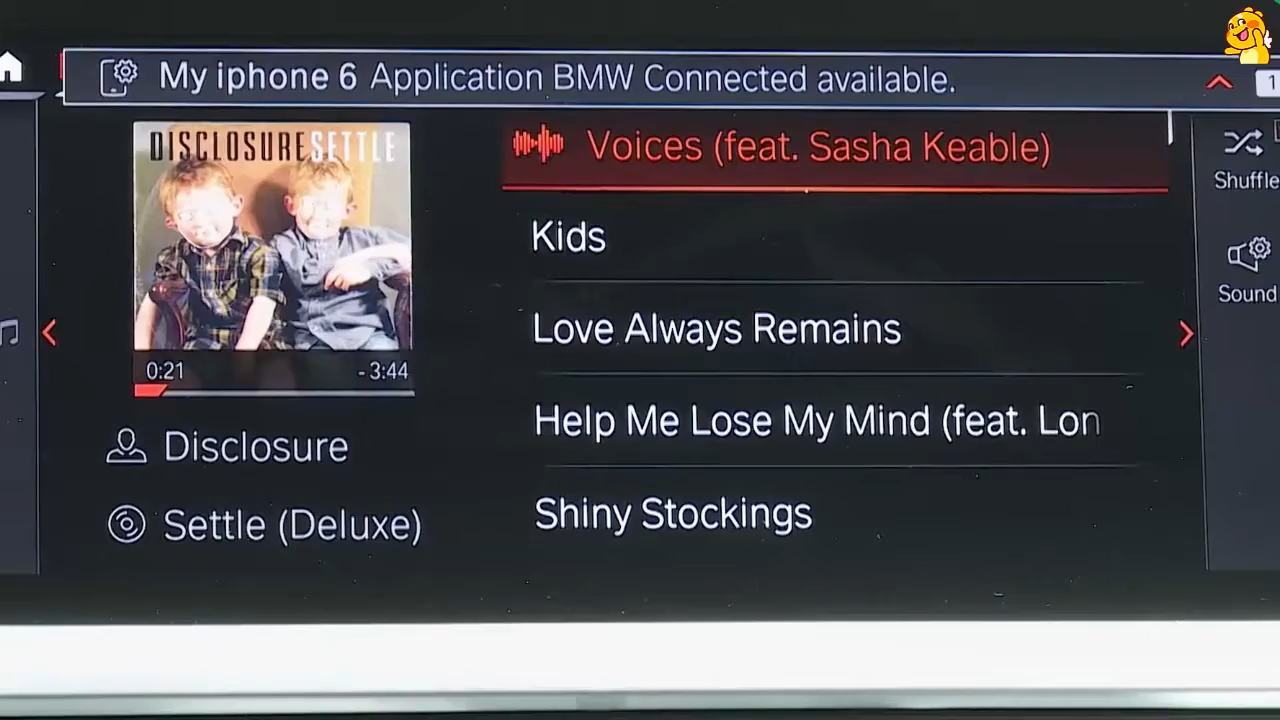 My iphone 6 Application BMW Connected available.
1
DISCLOSURE SETTLE
0:21 - 3:44
Disclosure
Settle (Deluxe)
Voices (feat. Sasha Keable)
Kids
Love Always Remains
Help Me Lose My Mind (feat. Lon
Shiny Stockings
Shuffle
Sound